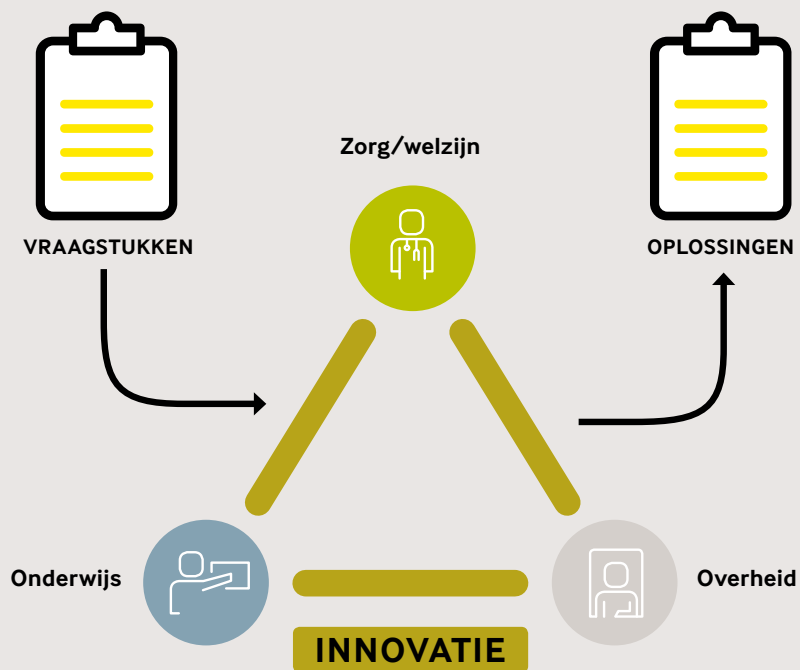 Zorg/welzijn
VRAAGSTUKKEN
OPLOSSINGEN
Onderwijs
Overheid
INNOVATIE